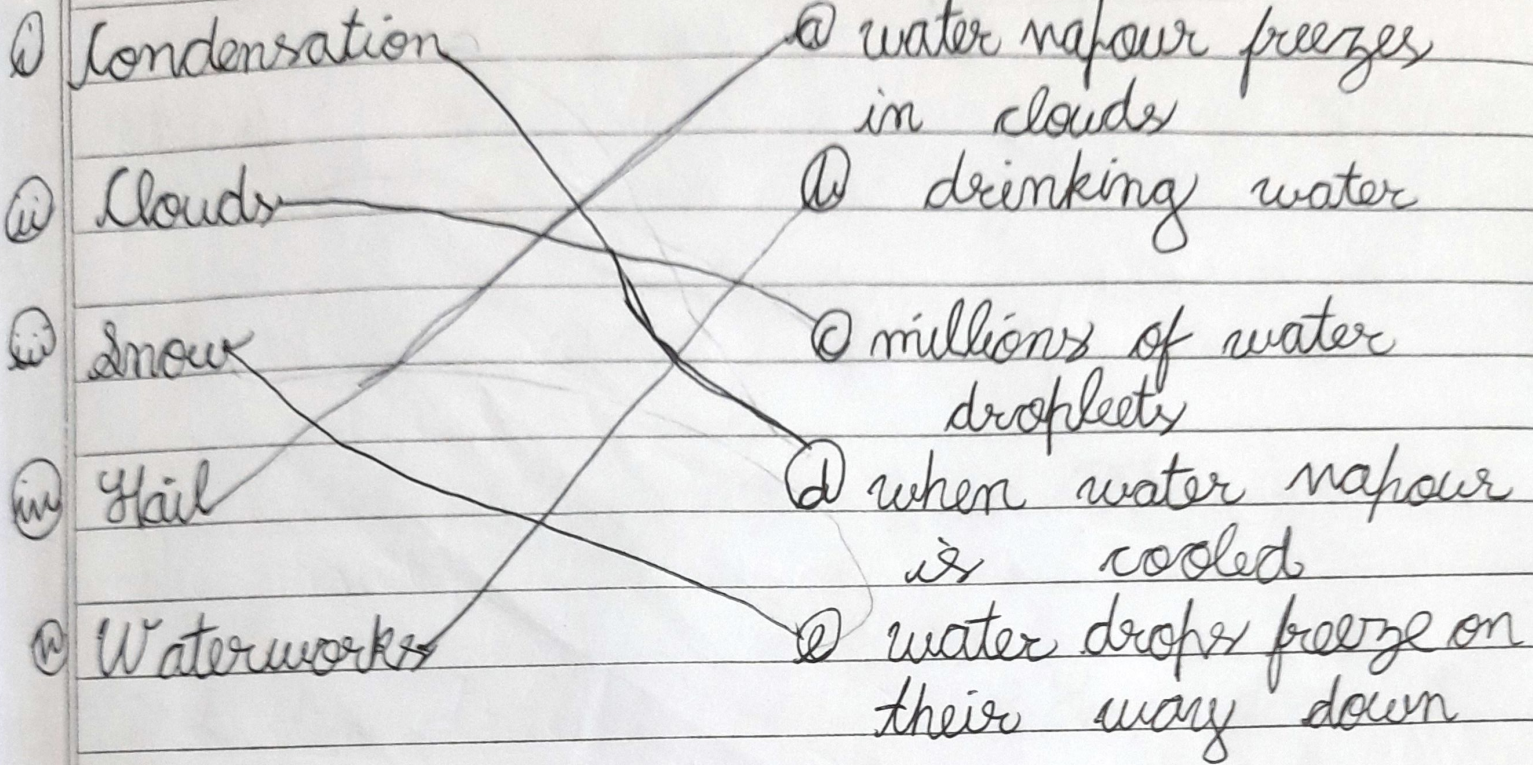 i Condensation
a water vapour freezes
in clouds
ii Clouds
b drinking water
iii Snow
c millions of water
dropleets
iv Hail
d when water vapour
is cooled
v Waterworks
e water drops freeze on
their way down